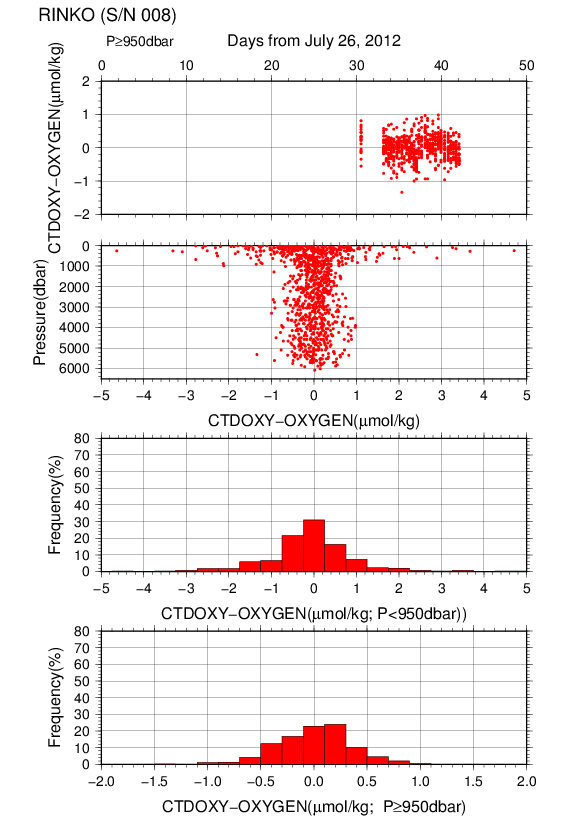 RINKO (S/N 008)
P≥950dbar
Days from July 26, 2012
0 10 20 30 40 50
CTDOXY−OXYGEN(μmol/kg)
2
1
0
−1
−2
Pressure(dbar)
0
1000
2000
3000
4000
5000
6000
−5 −4 −3 −2 −1 0 1 2 3 4 5
CTDOXY−OXYGEN(μmol/kg)
Frequency(%)
80
70
60
50
40
30
20
10
0
−5 −4 −3 −2 −1 0 1 2 3 4 5
CTDOXY−OXYGEN(μmol/kg; P<950dbar))
Frequency(%)
80
70
60
50
40
30
20
10
0
−2.0 −1.5 −1.0 −0.5 0.0 0.5 1.0 1.5 2.0
CTDOXY−OXYGEN(μmol/kg; P≥950dbar)